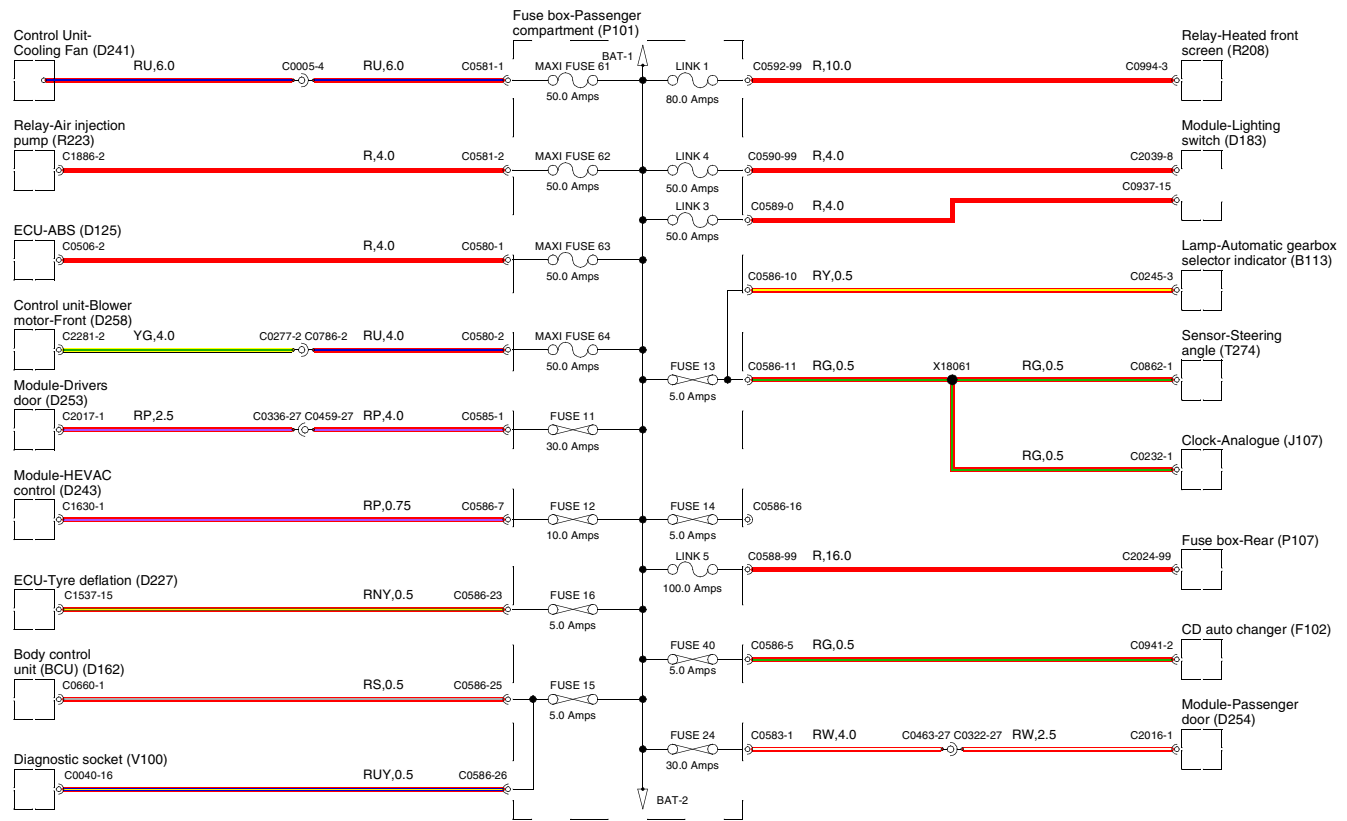 Fuse box-Passenger
compartment (P101)
BAT-1
Control Unit-
Cooling Fan (D241)
RU,6.0
C0005-4
RU,6.0
C0581-1
MAXI FUSE 61
50.0 Amps
LINK 1
80.0 Amps
C0592-99
R,10.0
C0994-3
Relay-Heated front
screen (R208)
Relay-Air injection
pump (R223)
C1886-2
R,4.0
C0581-2
MAXI FUSE 62
50.0 Amps
LINK 4
50.0 Amps
C0590-99
R,4.0
C2039-8
Module-Lighting
switch (D183)
C0937-15
LINK 3
50.0 Amps
C0589-0
R,4.0
ECU-ABS (D125)
C0506-2
R,4.0
C0580-1
MAXI FUSE 63
50.0 Amps
C0586-10
RY,0.5
C0245-3
Lamp-Automatic gearbox
selector indicator (B113)
Control unit-Blower
motor-Front (D258)
C2281-2
YG,4.0
C0277-2
C0786-2
RU,4.0
C0580-2
MAXI FUSE 64
50.0 Amps
FUSE 13
5.0 Amps
C0586-11
RG,0.5
X18061
RG,0.5
C0862-1
Sensor-Steering
angle (T274)
Module-Drivers
door (D253)
C2017-1
RP,2.5
C0336-27
C0459-27
RP,4.0
C0585-1
FUSE 11
30.0 Amps
RG,0.5
C0232-1
Clock-Analogue (J107)
Module-HEVAC
control (D243)
C1630-1
RP,0.75
C0586-7
FUSE 12
10.0 Amps
FUSE 14
5.0 Amps
C0586-16
LINK 5
100.0 Amps
C0588-99
R,16.0
C2024-99
Fuse box-Rear (P107)
ECU-Tyre deflation (D227)
C1537-15
RNY,0.5
C0586-23
FUSE 16
5.0 Amps
FUSE 40
5.0 Amps
C0586-5
RG,0.5
C0941-2
CD auto changer (F102)
Body control
unit (BCU) (D162)
C0660-1
RS,0.5
C0586-25
FUSE 15
5.0 Amps
FUSE 24
30.0 Amps
C0583-1
RW,4.0
C0463-27
C0322-27
RW,2.5
C2016-1
Module-Passenger
door (D254)
Diagnostic socket (V100)
C0040-16
RUY,0.5
C0586-26
BAT-2